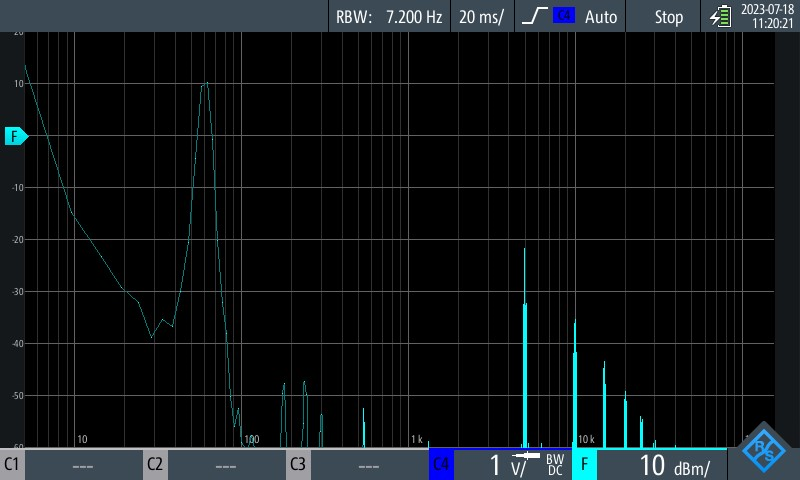 RBW: 7.200 Hz 20 ms/ C4 Auto Stop 2023-07-18
11:20:21
20
10
F
-10
-20
-30
-40
-50
-60
10 100 1 k 10 k
C1 --- C2 --- C3 --- C4 1 V/ BW
DC F 10 dBm/
R&S